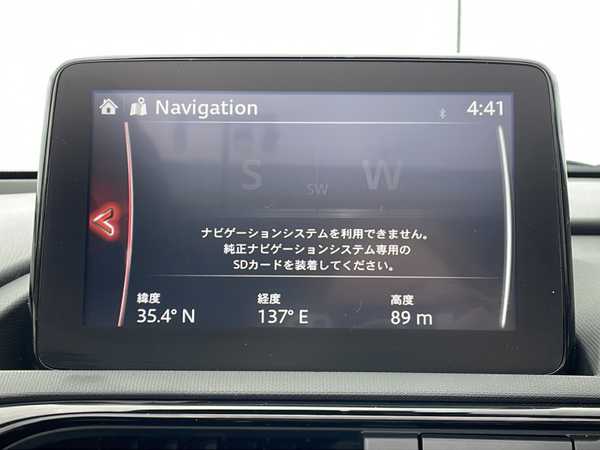 Navigation
4:41
S SW W
ナビゲーションシステムを利用できません。
純正ナビゲーションシステム専用の
SDカードを装着してください。
緯度 経度 高度
35.4° N 137° E 89 m